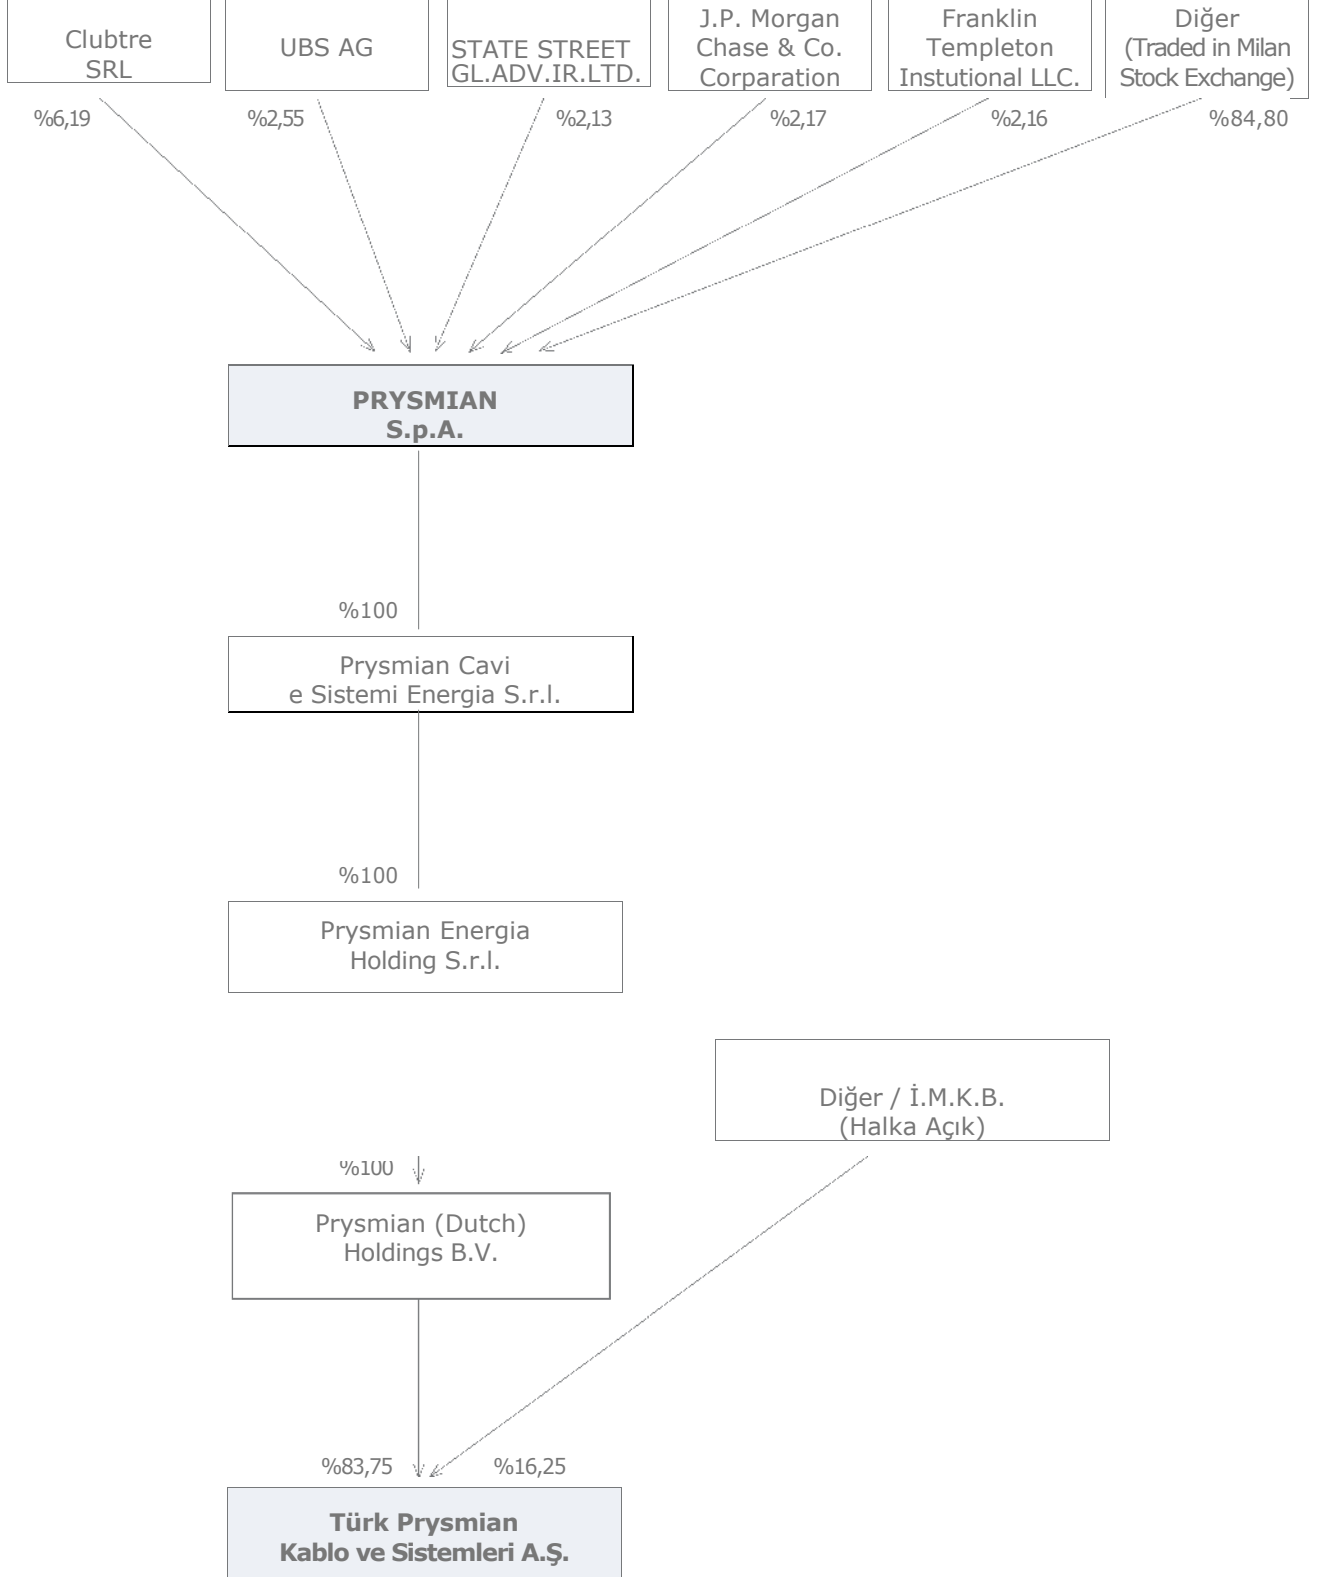 Clubtre
SRL
UBS AG
STATE STREET
GL.ADV.IR.LTD.
J.P. Morgan
Chase & Co.
Corparation
Franklin
Templeton
Instutional LLC.
Diğer
(Traded in Milan
Stock Exchange)
%6,19
%2,55
%2,13
%2,17
%2,16
%84,80
PRYSMIAN
S.p.A.
%100
Prysmian Cavi
e Sistemi Energia S.r.l.
%100
Prysmian Energia
Holding S.r.l.
Diğer / İ.M.K.B.
(Halka Açık)
%100
Prysmian (Dutch)
Holdings B.V.
%83,75
%16,25
Türk Prysmian
Kablo ve Sistemleri A.Ş.